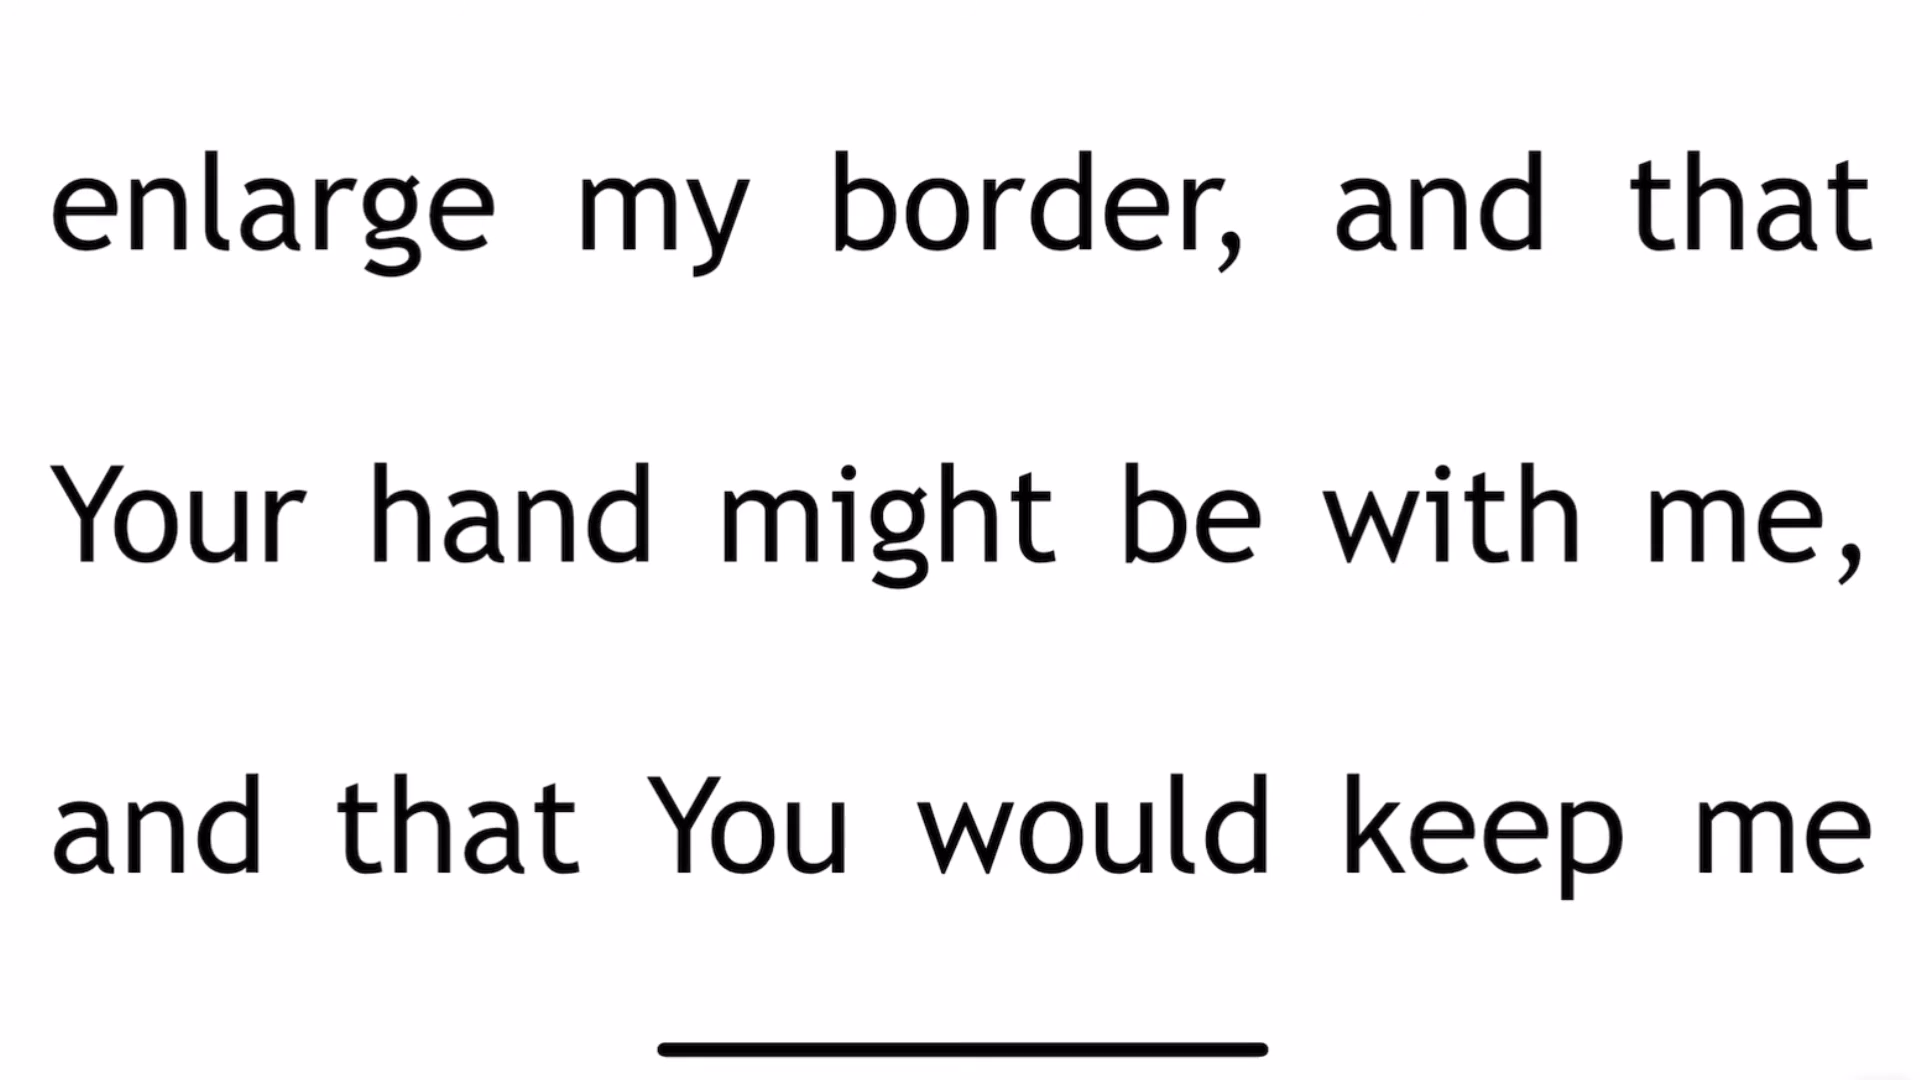 enlarge my border, and that
Your hand might be with me,
and that You would keep me